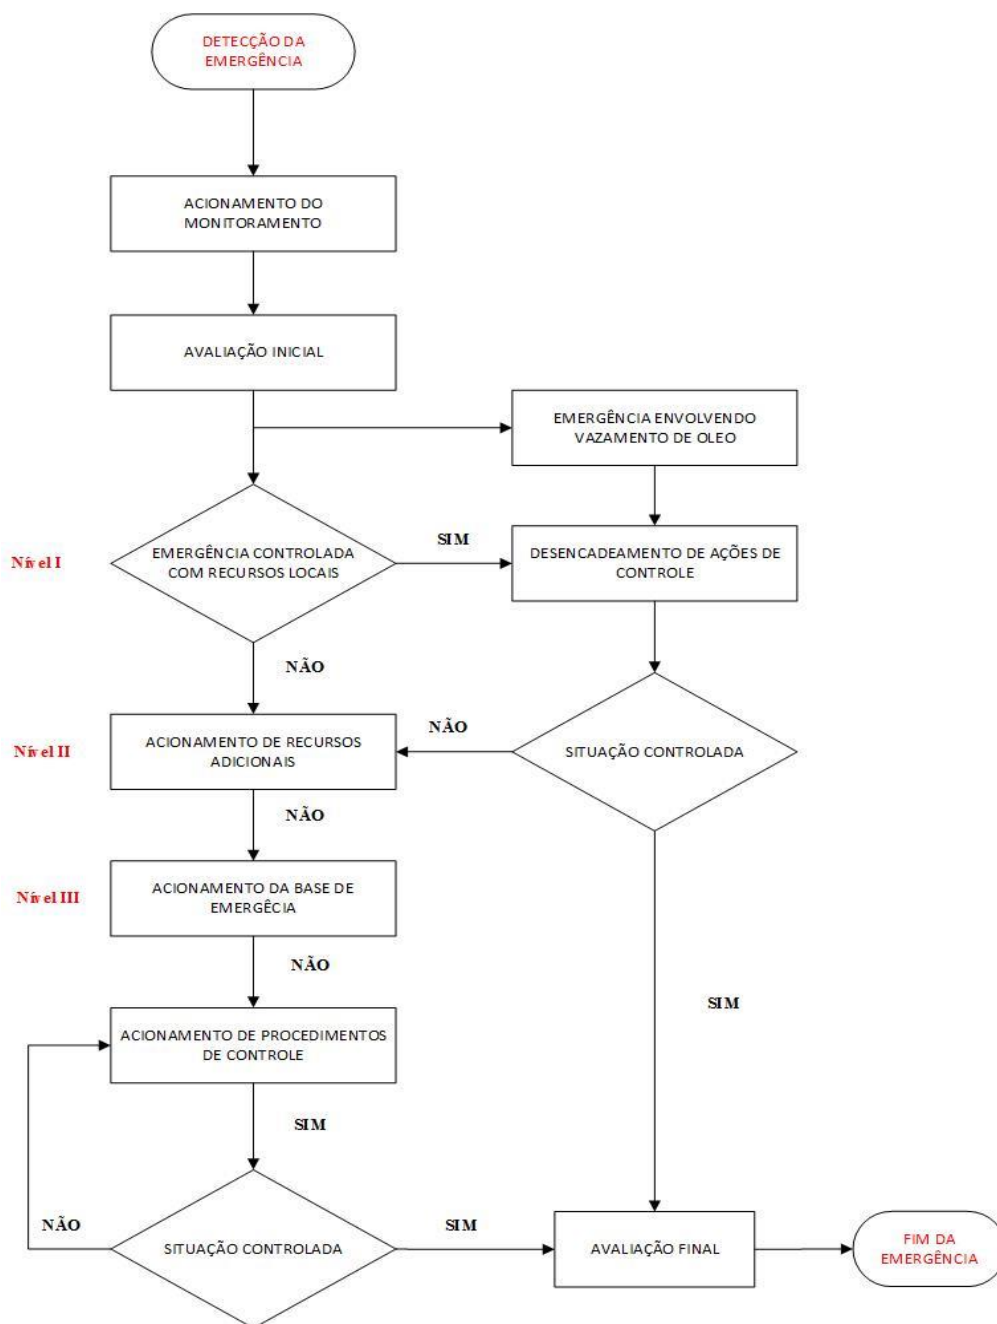 DETECÇÃO DA
EMERGÊNCIA
ACIONAMENTO DO
MONITORAMENTO
AVALIAÇÃO INICIAL
EMERGÊNCIA ENVOLVENDO
VAZAMENTO DE OLEO
Nível I
EMERGÊNCIA CONTROLADA
COM RECURSOS LOCAIS
SIM
DESENCADEAMENTO DE AÇÕES DE
CONTROLE
NÃO
Nível II
ACIONAMENTO DE RECURSOS
ADICIONAIS
NÃO
SITUAÇÃO CONTROLADA
NÃO
Nível III
ACIONAMENTO DA BASE DE
EMERGÊCIA
NÃO
SIM
ACIONAMENTO DE PROCEDIMENTOS
DE CONTROLE
SIM
NÃO
SITUAÇÃO CONTROLADA
SIM
AVALIAÇÃO FINAL
FIM DA
EMERGÊNCIA